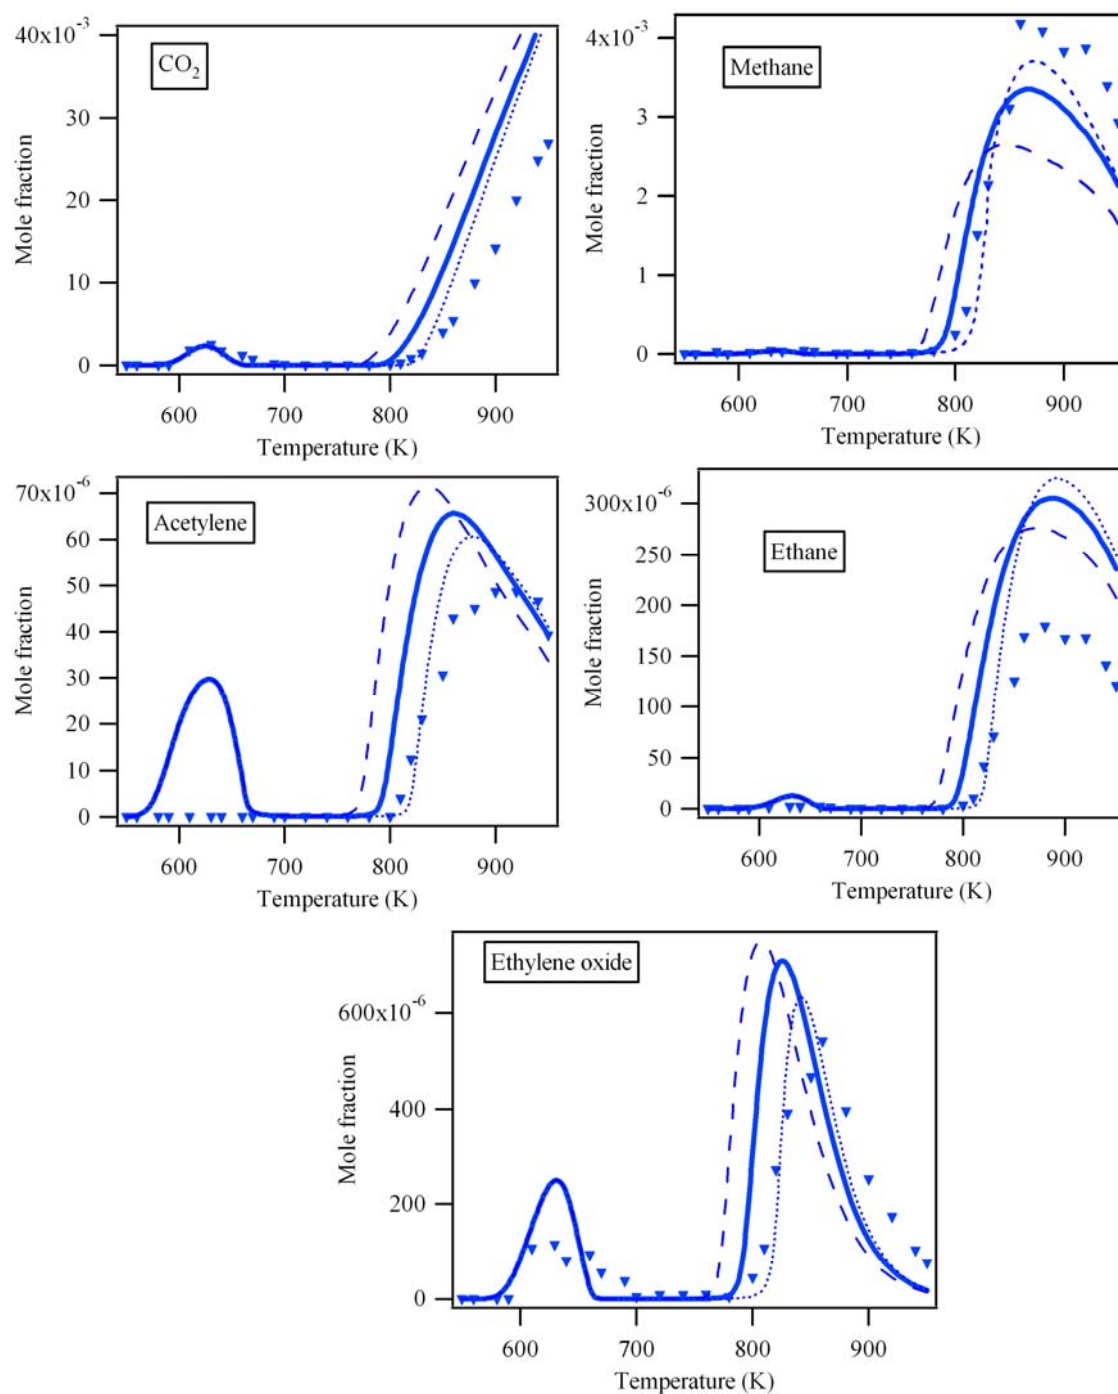 CO2
Mole fraction
40x10-3
30
20
10
0
600 700 800 900
Temperature (K)
Methane
Mole fraction
4x10-3
3
2
1
0
600 700 800 900
Temperature (K)
Acetylene
Mole fraction
70x10-6
60
50
40
30
20
10
0
600 700 800 900
Temperature (K)
Ethane
Mole fraction
300x10-6
250
200
150
100
50
0
600 700 800 900
Temperature (K)
Ethylene oxide
Mole fraction
600x10-6
400
200
0
600 700 800 900
Temperature (K)